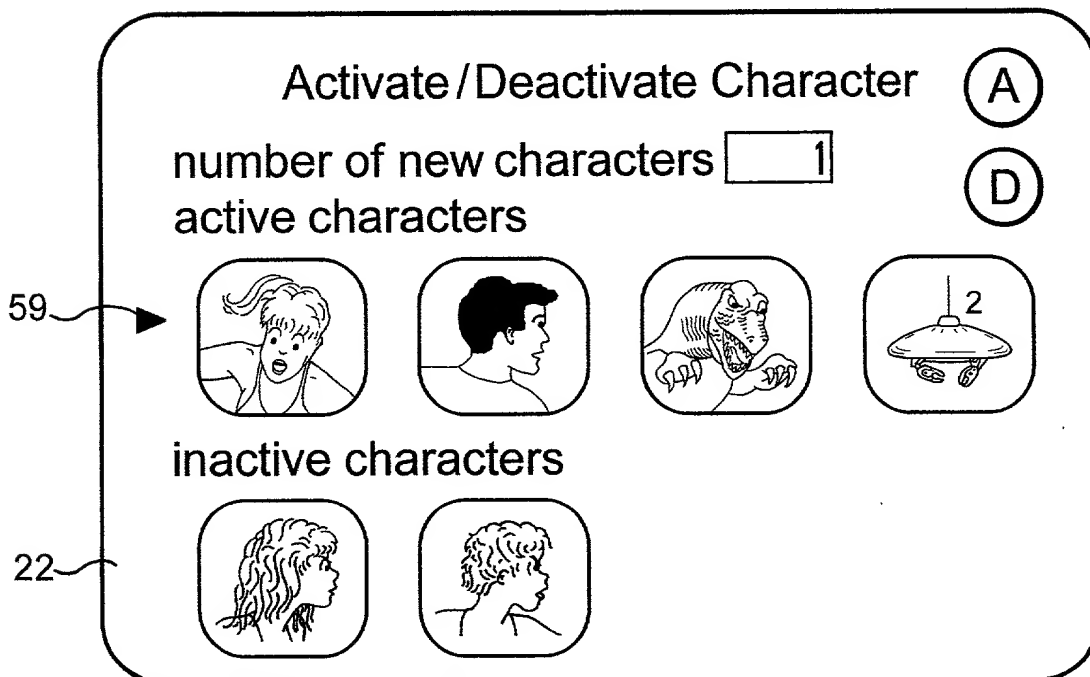 Activate/Deactivate Character A
number of new characters 1
D
active characters
59
2
inactive characters
22